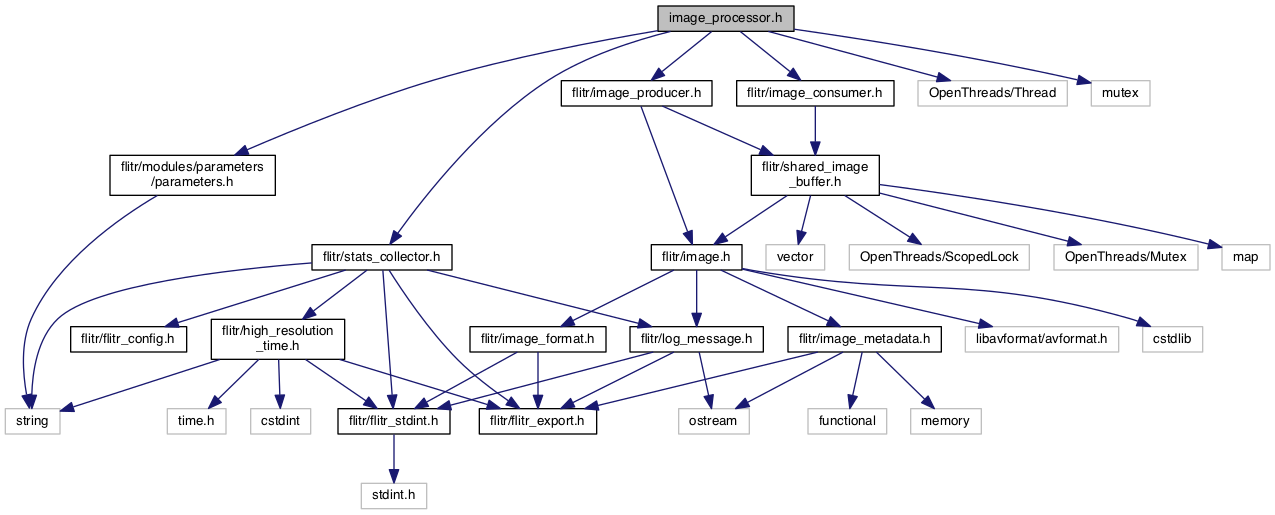 image_processor.h
flitr/image_producer.h
flitr/image_consumer.h
OpenThreads/Thread
mutex
flitr/modules/parameters
/parameters.h
flitr/shared_image
_buffer.h
flitr/stats_collector.h
flitr/image.h
vector
OpenThreads/ScopedLock
OpenThreads/Mutex
map
flitr/flitr_config.h
flitr/high_resolution
_time.h
flitr/image_format.h
flitr/log_message.h
flitr/image_metadata.h
libavformat/avformat.h
cstdlib
string
time.h
cstdint
flitr/flitr_stdint.h
flitr/flitr_export.h
ostream
functional
memory
stdint.h